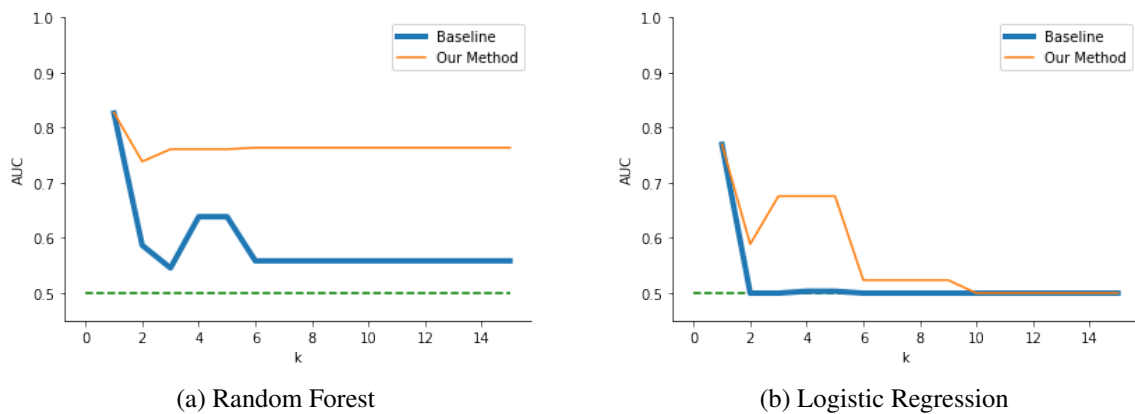 1.0
0.9
0.8
0.7
0.6
0.5
AUC
0 2 4 6 8 10 12 14
k
Baseline
Our Method
(a) Random Forest
1.0
0.9
0.8
0.7
0.6
0.5
AUC
0 2 4 6 8 10 12 14
k
Baseline
Our Method
(b) Logistic Regression